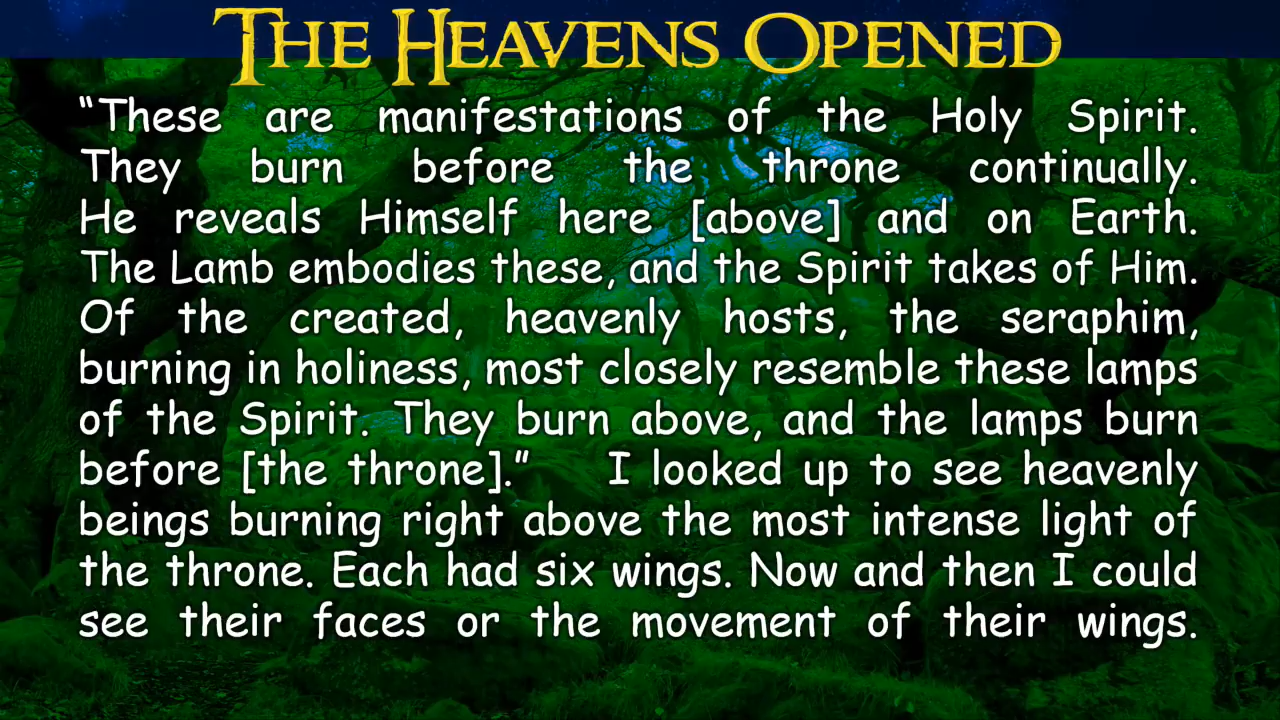 THE HEAVENS OPENED
“These are manifestations of the Holy Spirit.
They burn before the throne continually.
He reveals Himself here [above] and on Earth.
The Lamb embodies these, and the Spirit takes of Him.
Of the created, heavenly hosts, the seraphim,
burning in holiness, most closely resemble these lamps
of the Spirit. They burn above, and the lamps burn
before [the throne].” I looked up to see heavenly
beings burning right above the most intense light of
the throne. Each had six wings. Now and then I could
see their faces or the movement of their wings.